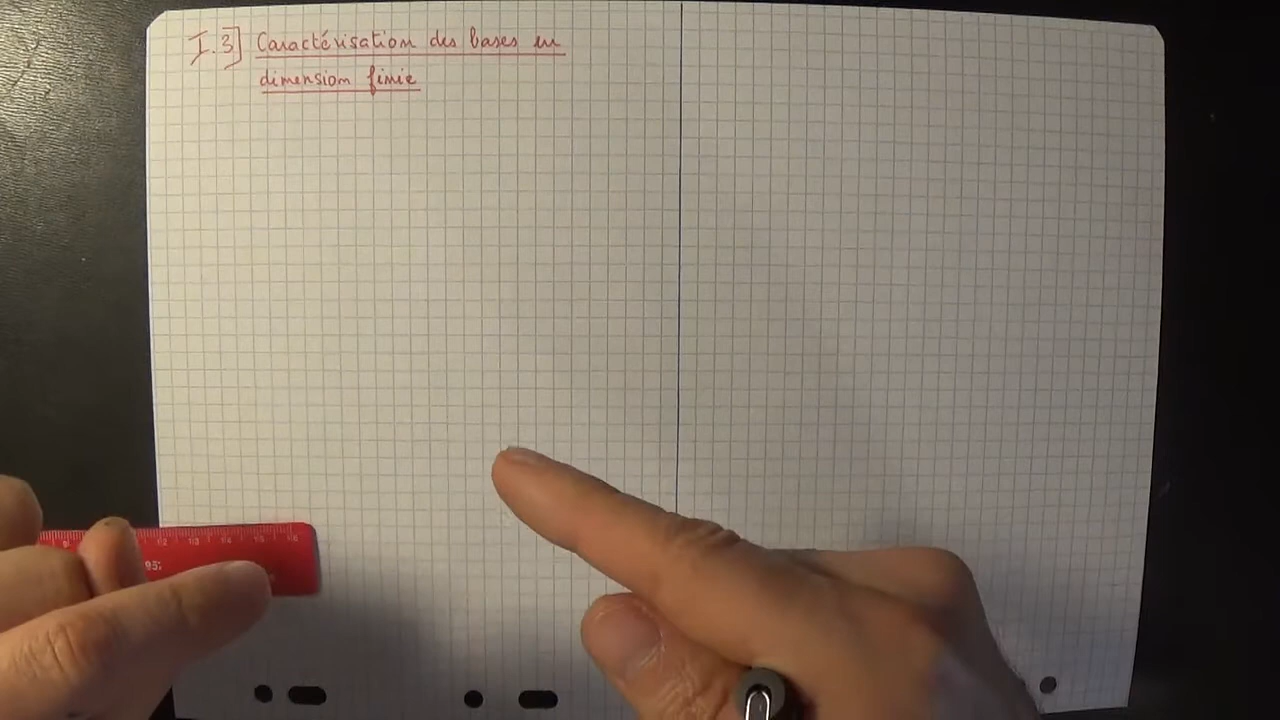 I.3] Caractérisation des bases en
dimension finie